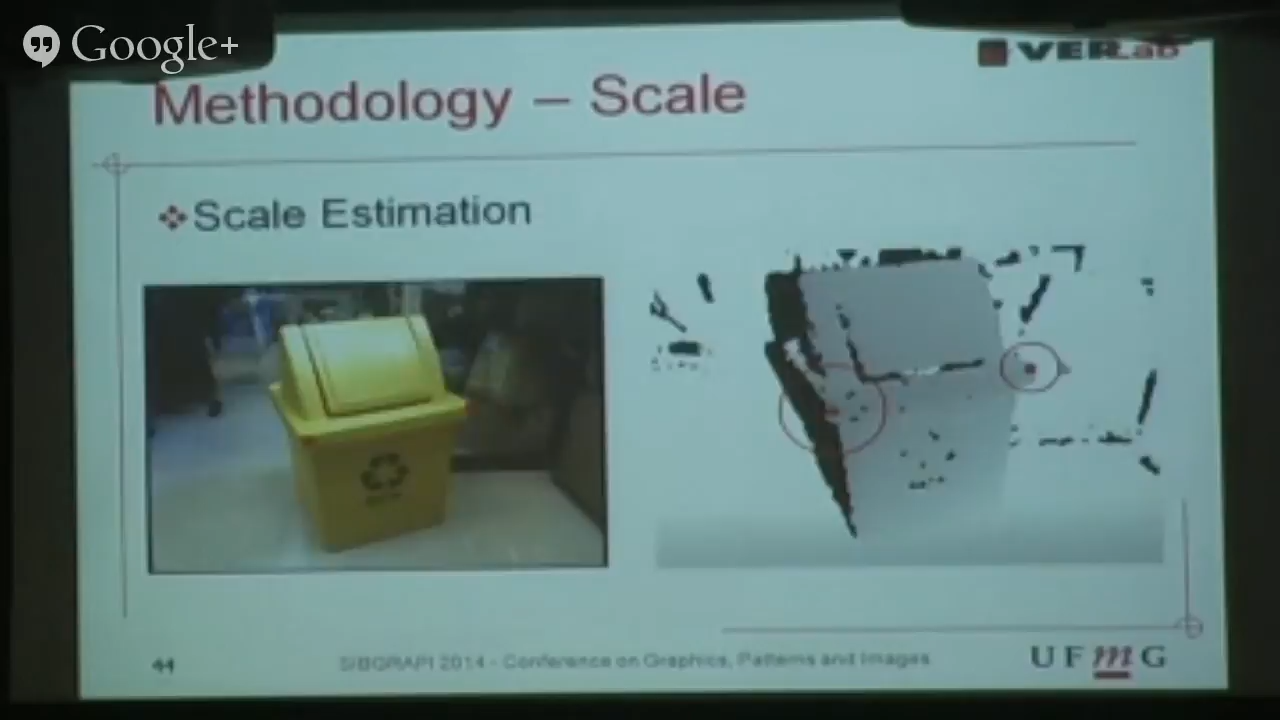 Google+
VERLab
Methodology – Scale
Scale Estimation
44
SIBGRAPI 2014 - Conference on Graphics, Patterns and Images
UFmG